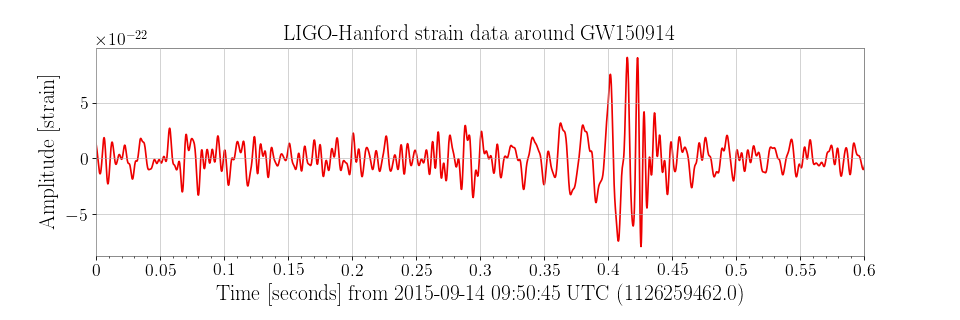 LIGO-Hanford strain data around GW150914
×10⁻²²
Amplitude [strain]
5
0
−5
0 0.05 0.1 0.15 0.2 0.25 0.3 0.35 0.4 0.45 0.5 0.55 0.6
Time [seconds] from 2015-09-14 09:50:45 UTC (1126259462.0)